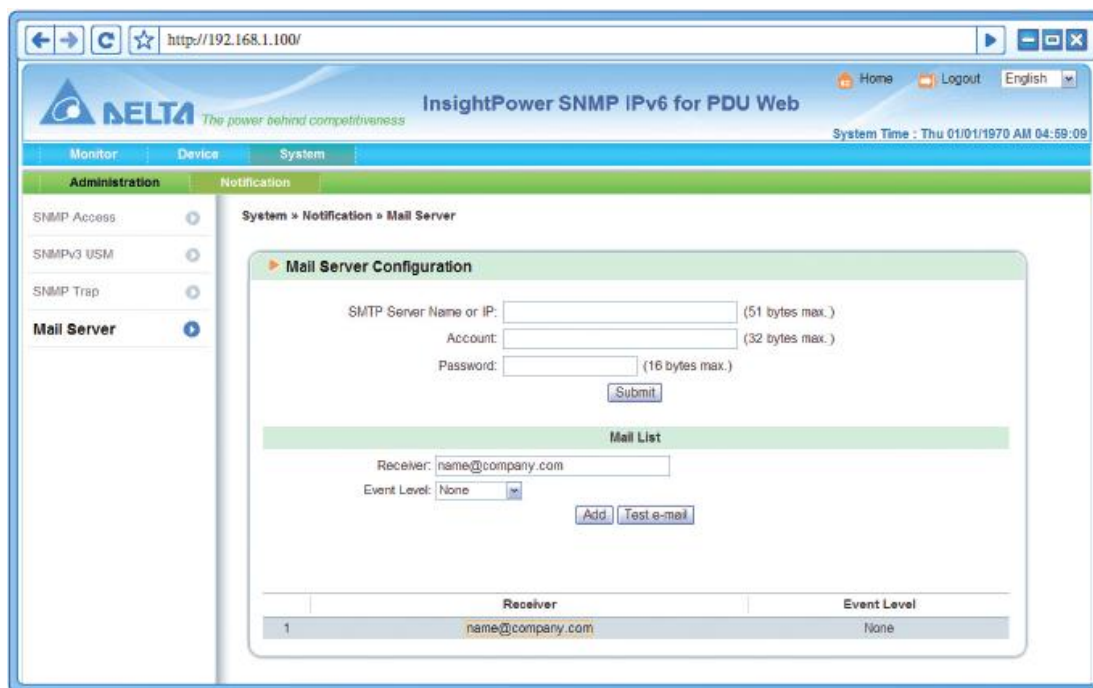 http://192.168.1.100/
Home Logout English
DELTA The power behind competitiveness InsightPower SNMP IPv6 for PDU Web
System Time : Thu 01/01/1970 AM 04:59:09
Monitor Device System
Administration Notification
SNMP Access
SNMPv3 USM
SNMP Trap
Mail Server
System » Notification » Mail Server
Mail Server Configuration
SMTP Server Name or IP: (51 bytes max.)
Account: (32 bytes max.)
Password: (16 bytes max.)
Submit
Mail List
Receiver: name@company.com
Event Level: None
Add Test e-mail
Receiver Event Level
1 name@company.com None